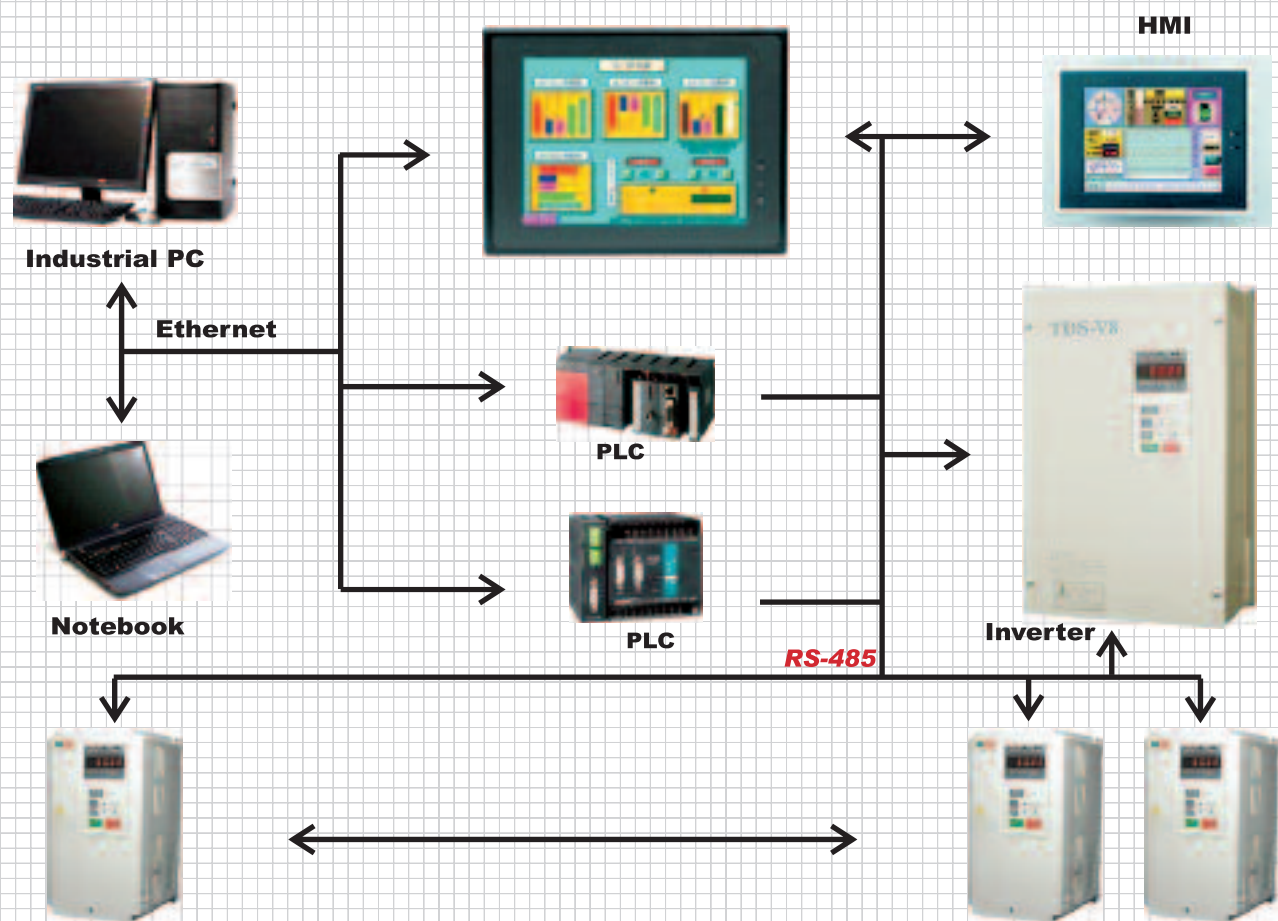 HMI
Industrial PC
Ethernet
TDS-V8
PLC
Notebook
PLC
Inverter
RS-485